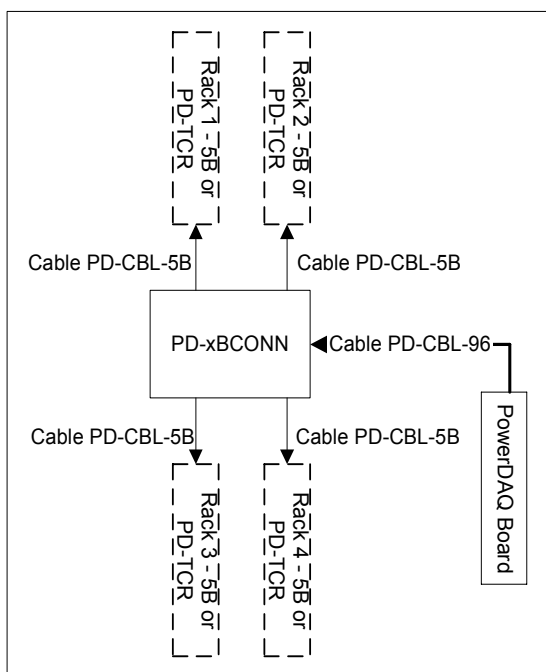 Rack 1 - 5B or
PD-TCR
Rack 2 - 5B or
PD-TCR
Cable PD-CBL-5B
Cable PD-CBL-5B
PD-xBCONN
Cable PD-CBL-96
PowerDAQ Board
Cable PD-CBL-5B
Cable PD-CBL-5B
Rack 3 - 5B or
PD-TCR
Rack 4 - 5B or
PD-TCR